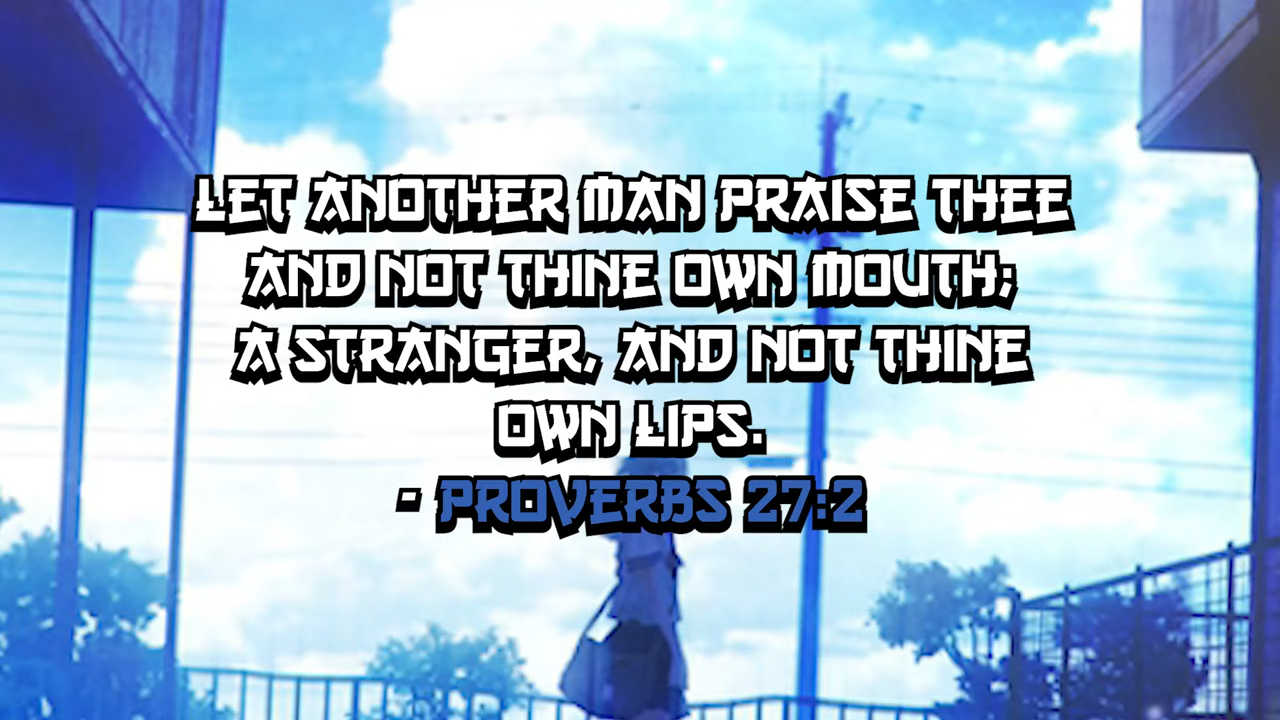 LET ANOTHER MAN PRAISE THEE
AND NOT THINE OWN MOUTH;
A STRANGER, AND NOT THINE
OWN LIPS.
- PROVERBS 27:2